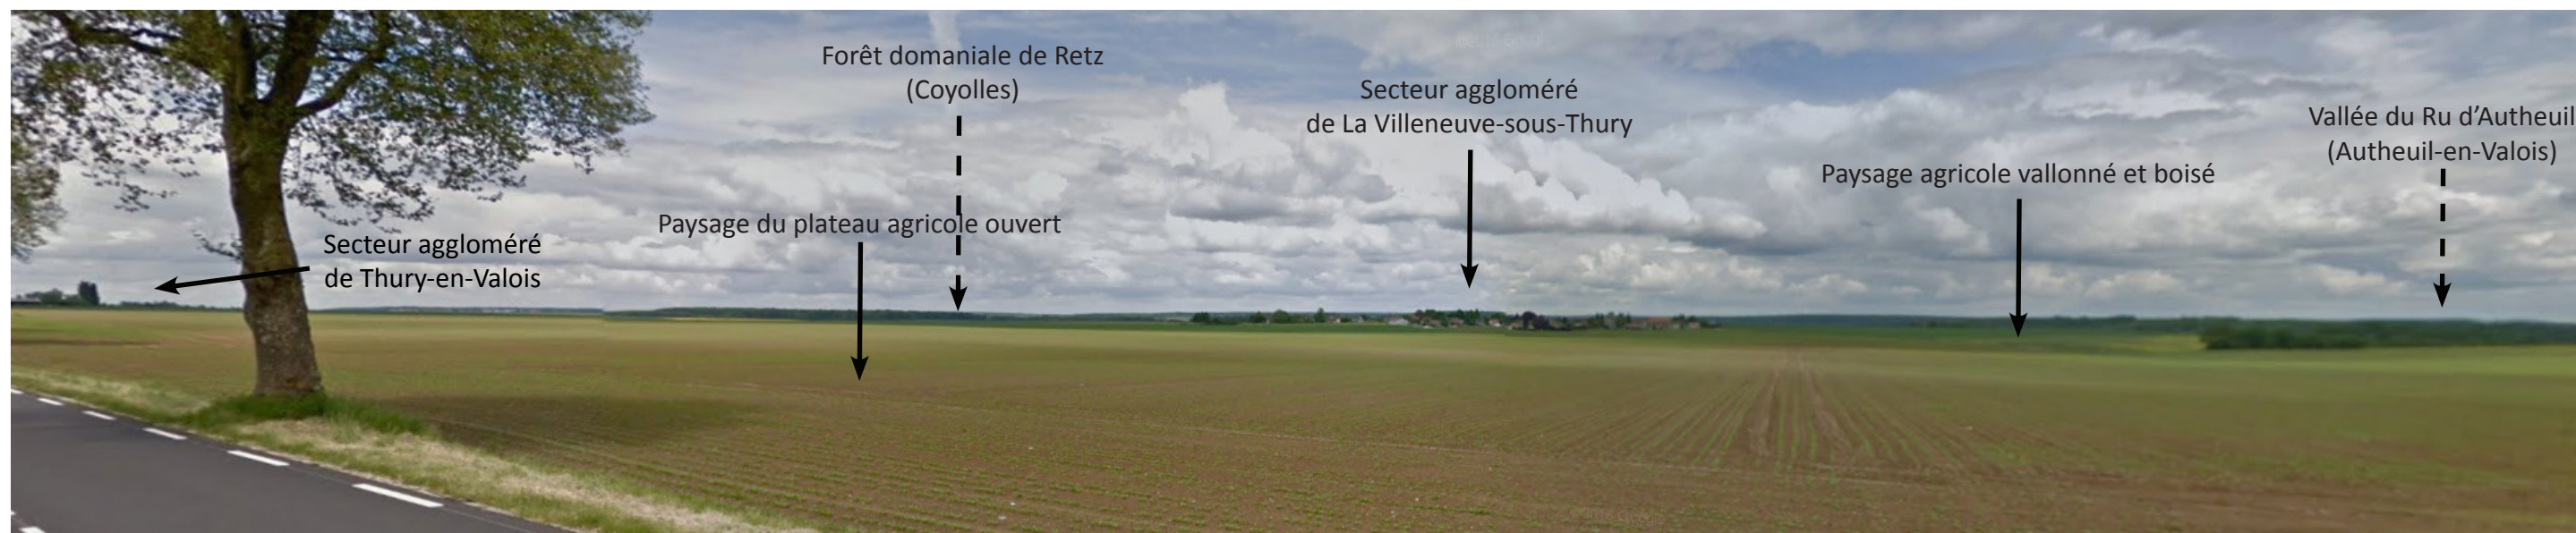 Forêt domaniale de Retz
(Coyolles)
Secteur aggloméré
de La Villeneuve-sous-Thury
Vallée du Ru d’Autheuil
(Autheuil-en-Valois)
Paysage agricole vallonné et boisé
Paysage du plateau agricole ouvert
Secteur aggloméré
de Thury-en-Valois